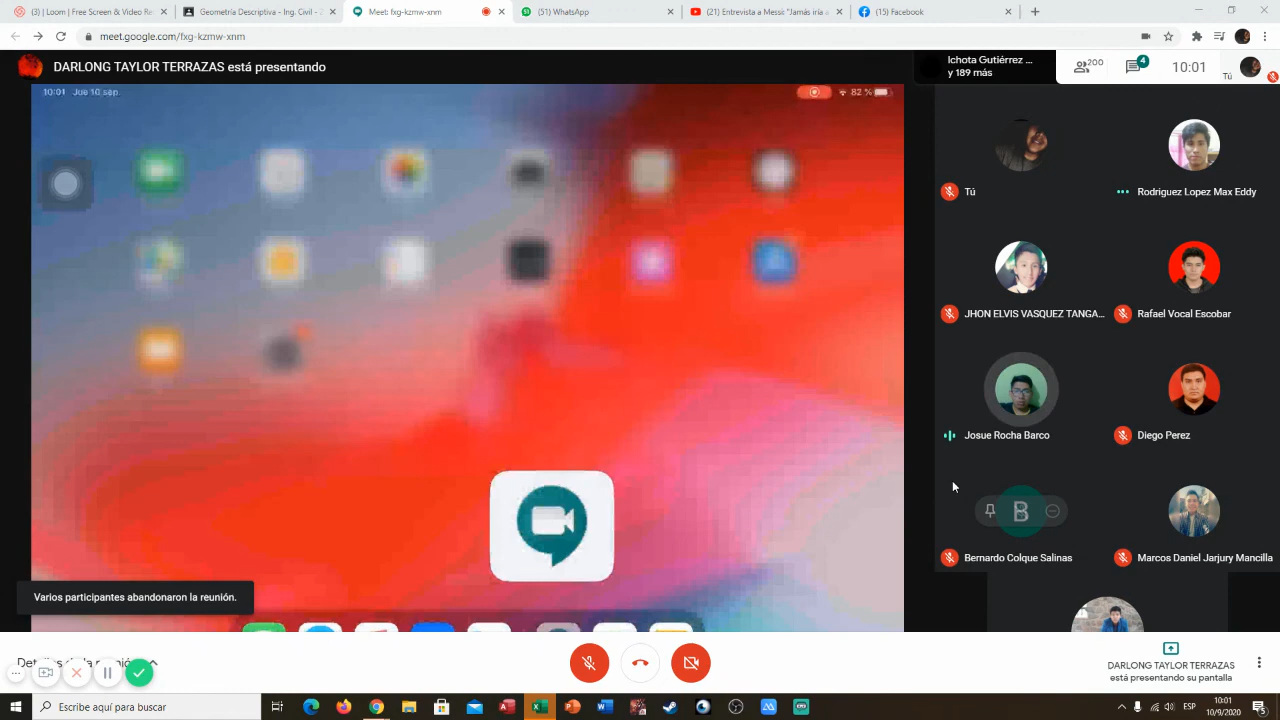 (3) Loom | Free Screen & Video Re
Geometría Descriptiva - Ing. Civil -
Meet: fxg-kzmw-xnm
(51) WhatsApp
(21) Entrevista a Messi: "Jamás iría a
(15) Facebook
meet.google.com/fxg-kzmw-xnm
DARLONG TAYLOR TERRAZAS está presentando
Ichota Gutiérrez ...
y 189 más
200
4
10:01
Tú
10:01 Jue 10 sep.
82 %
Tú
Rodriguez Lopez Max Eddy
JHON ELVIS VASQUEZ TANGA...
Rafael Vocal Escobar
Josue Rocha Barco
Diego Perez
B
Bernardo Colque Salinas
Marcos Daniel Jarjury Mancilla
Varios participantes abandonaron la reunión.
DARLONG TAYLOR TERRAZAS
está presentando su pantalla
Escribe aquí para buscar
ESP
10:01
10/9/2020
5